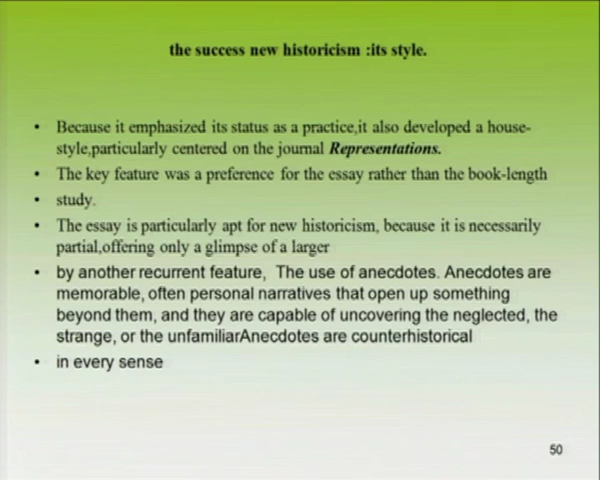 the success new historicism :its style.
• Because it emphasized its status as a practice,it also developed a house-
style,particularly centered on the journal Representations.
• The key feature was a preference for the essay rather than the book-length
• study.
• The essay is particularly apt for new historicism, because it is necessarily
partial,offering only a glimpse of a larger
• by another recurrent feature, The use of anecdotes. Anecdotes are
memorable, often personal narratives that open up something
beyond them, and they are capable of uncovering the neglected, the
strange, or the unfamiliarAnecdotes are counterhistorical
• in every sense
50